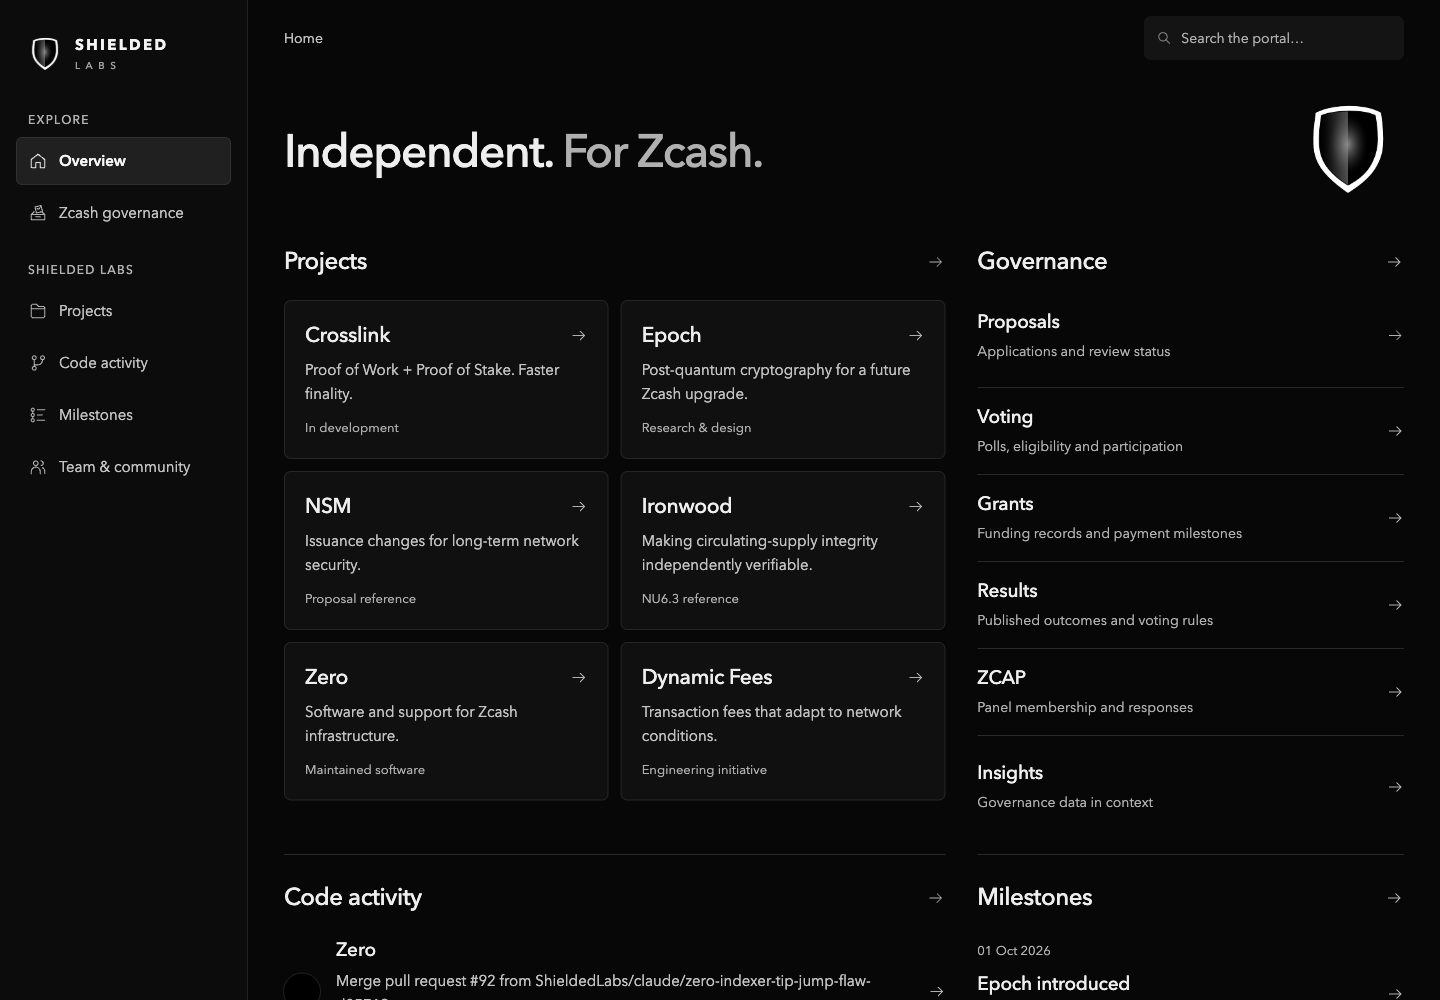 SHIELDED
LABS
EXPLORE
Overview
Zcash governance
SHIELDED LABS
Projects
Code activity
Milestones
Team & community
Home
Search the portal...
Independent. For Zcash.
Projects
Crosslink
Proof of Work + Proof of Stake. Faster
finality.
In development
Epoch
Post-quantum cryptography for a future
Zcash upgrade.
Research & design
NSM
Issuance changes for long-term network
security.
Proposal reference
Ironwood
Making circulating-supply integrity
independently verifiable.
NU6.3 reference
Zero
Software and support for Zcash
infrastructure.
Maintained software
Dynamic Fees
Transaction fees that adapt to network
conditions.
Engineering initiative
Governance
Proposals
Applications and review status
Voting
Polls, eligibility and participation
Grants
Funding records and payment milestones
Results
Published outcomes and voting rules
ZCAP
Panel membership and responses
Insights
Governance data in context
Code activity
Zero
Merge pull request #92 from ShieldedLabs/claude/zero-indexer-tip-jump-flaw-
Milestones
01 Oct 2026
Epoch introduced